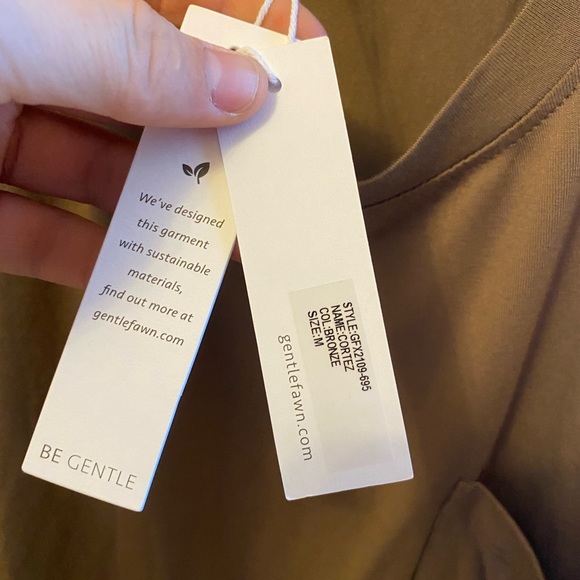 We've designed
this garment
with sustainable
materials,
find out more at
gentlefawn.com
BE GENTLE
STYLE:GFX2109-695
NAME:CORTEZ
COL:BRONZE
SIZE:M
gentlefawn.com